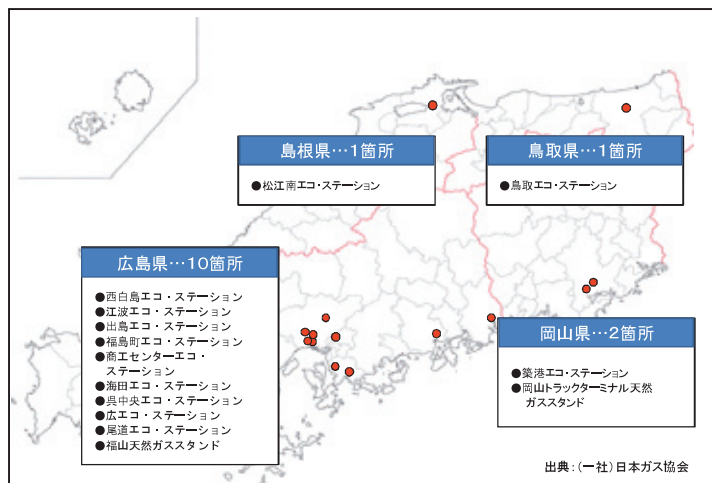 島根県…1箇所
●松江南エコ・ステーション
鳥取県…1箇所
●鳥取エコ・ステーション
広島県…10箇所
●西白島エコ・ステーション
●江波エコ・ステーション
●出島エコ・ステーション
●福島町エコ・ステーション
●商工センターエコ・
ステーション
●海田エコ・ステーション
●呉中央エコ・ステーション
●広エコ・ステーション
●尾道エコ・ステーション
●福山天然ガススタンド
岡山県…2箇所
●築港エコ・ステーション
●岡山トラックターミナル天然
ガススタンド
出典：（一社）日本ガス協会